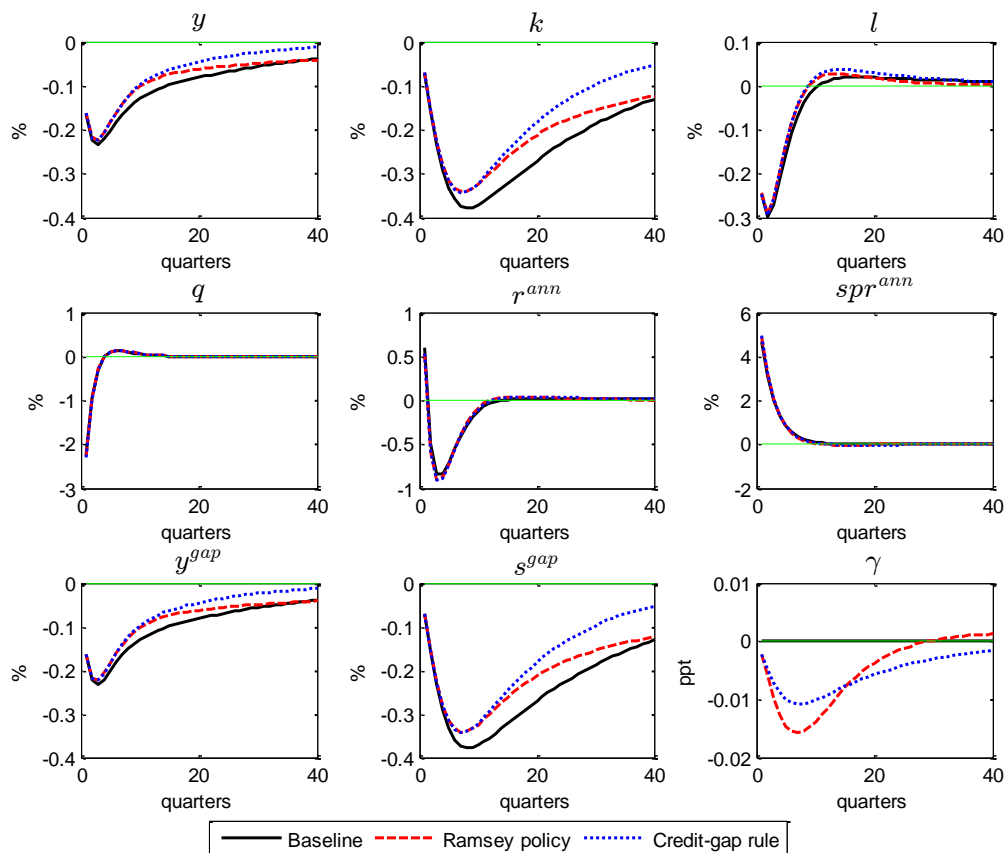 y k l
0 0 0.1
-0.1 -0.1 0
% -0.2 % -0.2 % -0.1
-0.3 -0.3 -0.2
-0.4 -0.4 -0.3
0 20 40 0 20 40 0 20 40
quarters quarters quarters
q r^ann spr^ann
1 1 6
0 0.5 4
% -1 % 0 % 2
-2 -0.5 0
-3 -1 -2
0 20 40 0 20 40 0 20 40
quarters quarters quarters
y^gap s^gap γ
0 0 0.01
-0.1 -0.1 0
% -0.2 % -0.2 ppt
-0.3 -0.3 -0.01
-0.4 -0.4 -0.02
0 20 40 0 20 40 0 20 40
quarters quarters quarters
Baseline Ramsey policy Credit-gap rule